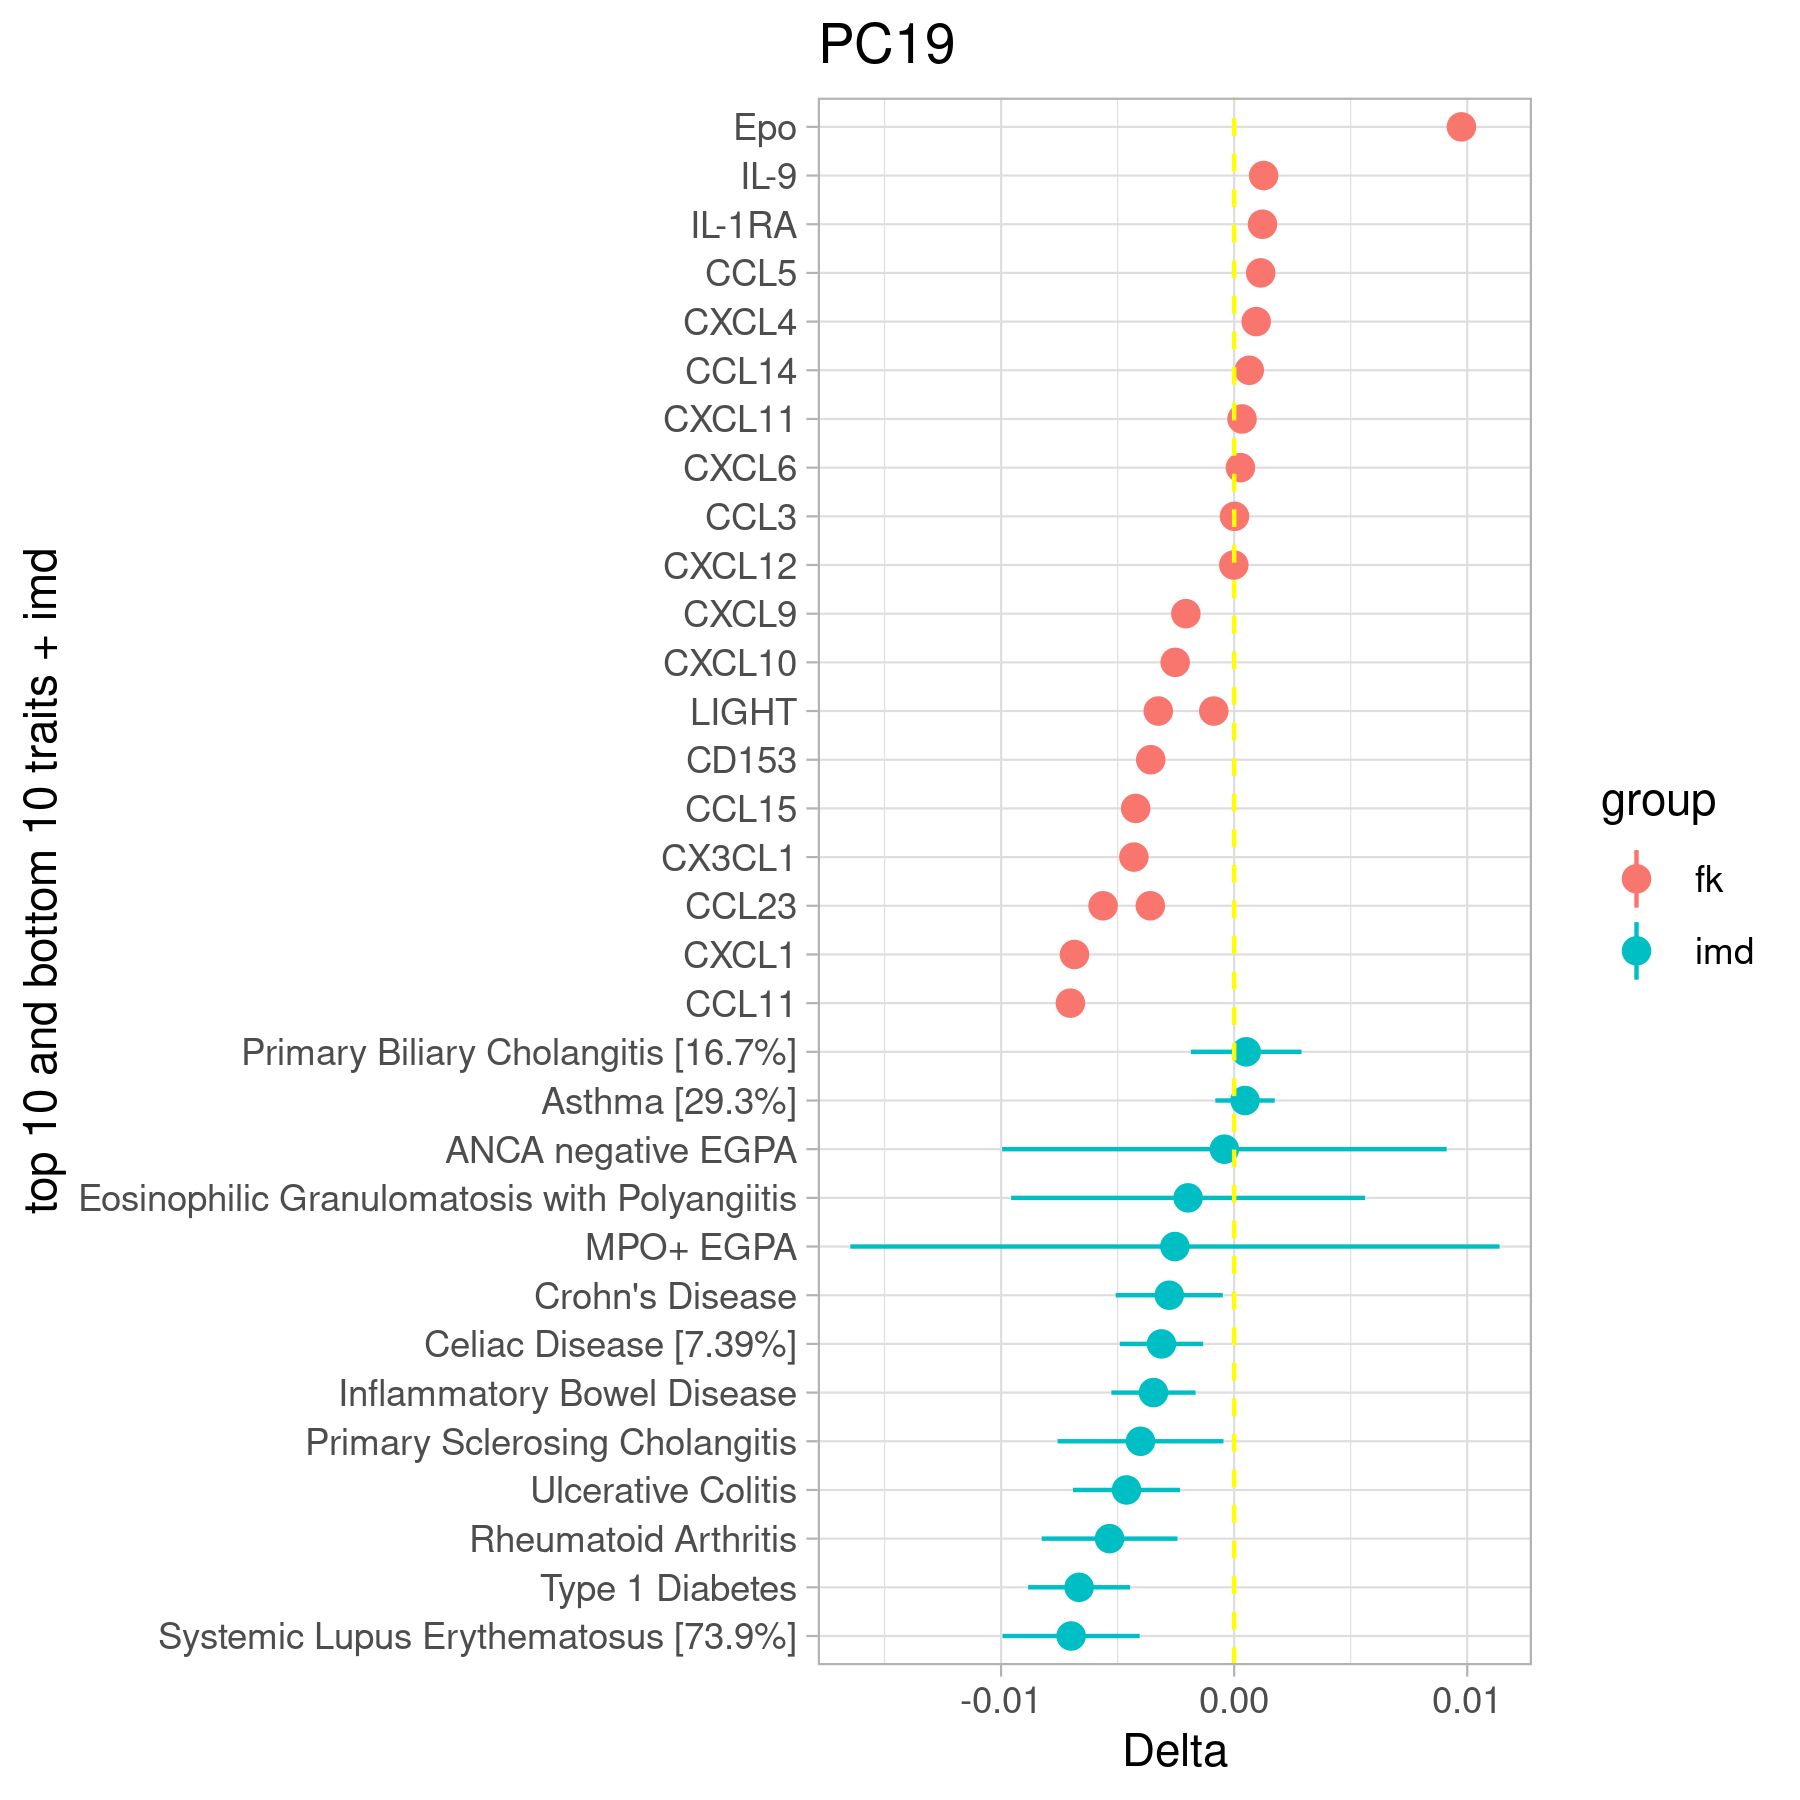 PC19
top 10 and bottom 10 traits + imd
Epo
IL-9
IL-1RA
CCL5
CXCL4
CCL14
CXCL11
CXCL6
CCL3
CXCL12
CXCL9
CXCL10
LIGHT
CD153
CCL15
CX3CL1
CCL23
CXCL1
CCL11
Primary Biliary Cholangitis [16.7%]
Asthma [29.3%]
ANCA negative EGPA
Eosinophilic Granulomatosis with Polyangiitis
MPO+ EGPA
Crohn's Disease
Celiac Disease [7.39%]
Inflammatory Bowel Disease
Primary Sclerosing Cholangitis
Ulcerative Colitis
Rheumatoid Arthritis
Type 1 Diabetes
Systemic Lupus Erythematosus [73.9%]
-0.01 0.00 0.01
Delta
group
fk
imd